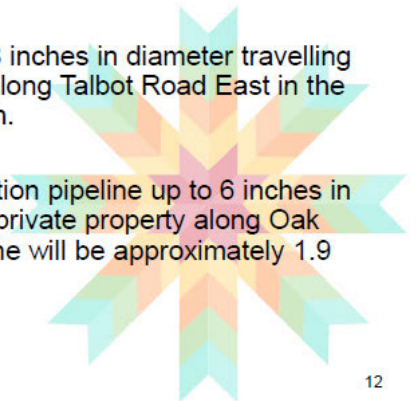 inches in diameter travelling
long Talbot Road East in the
tion pipeline up to 6 inches in
private property along Oak
ne will be approximately 1.9
12